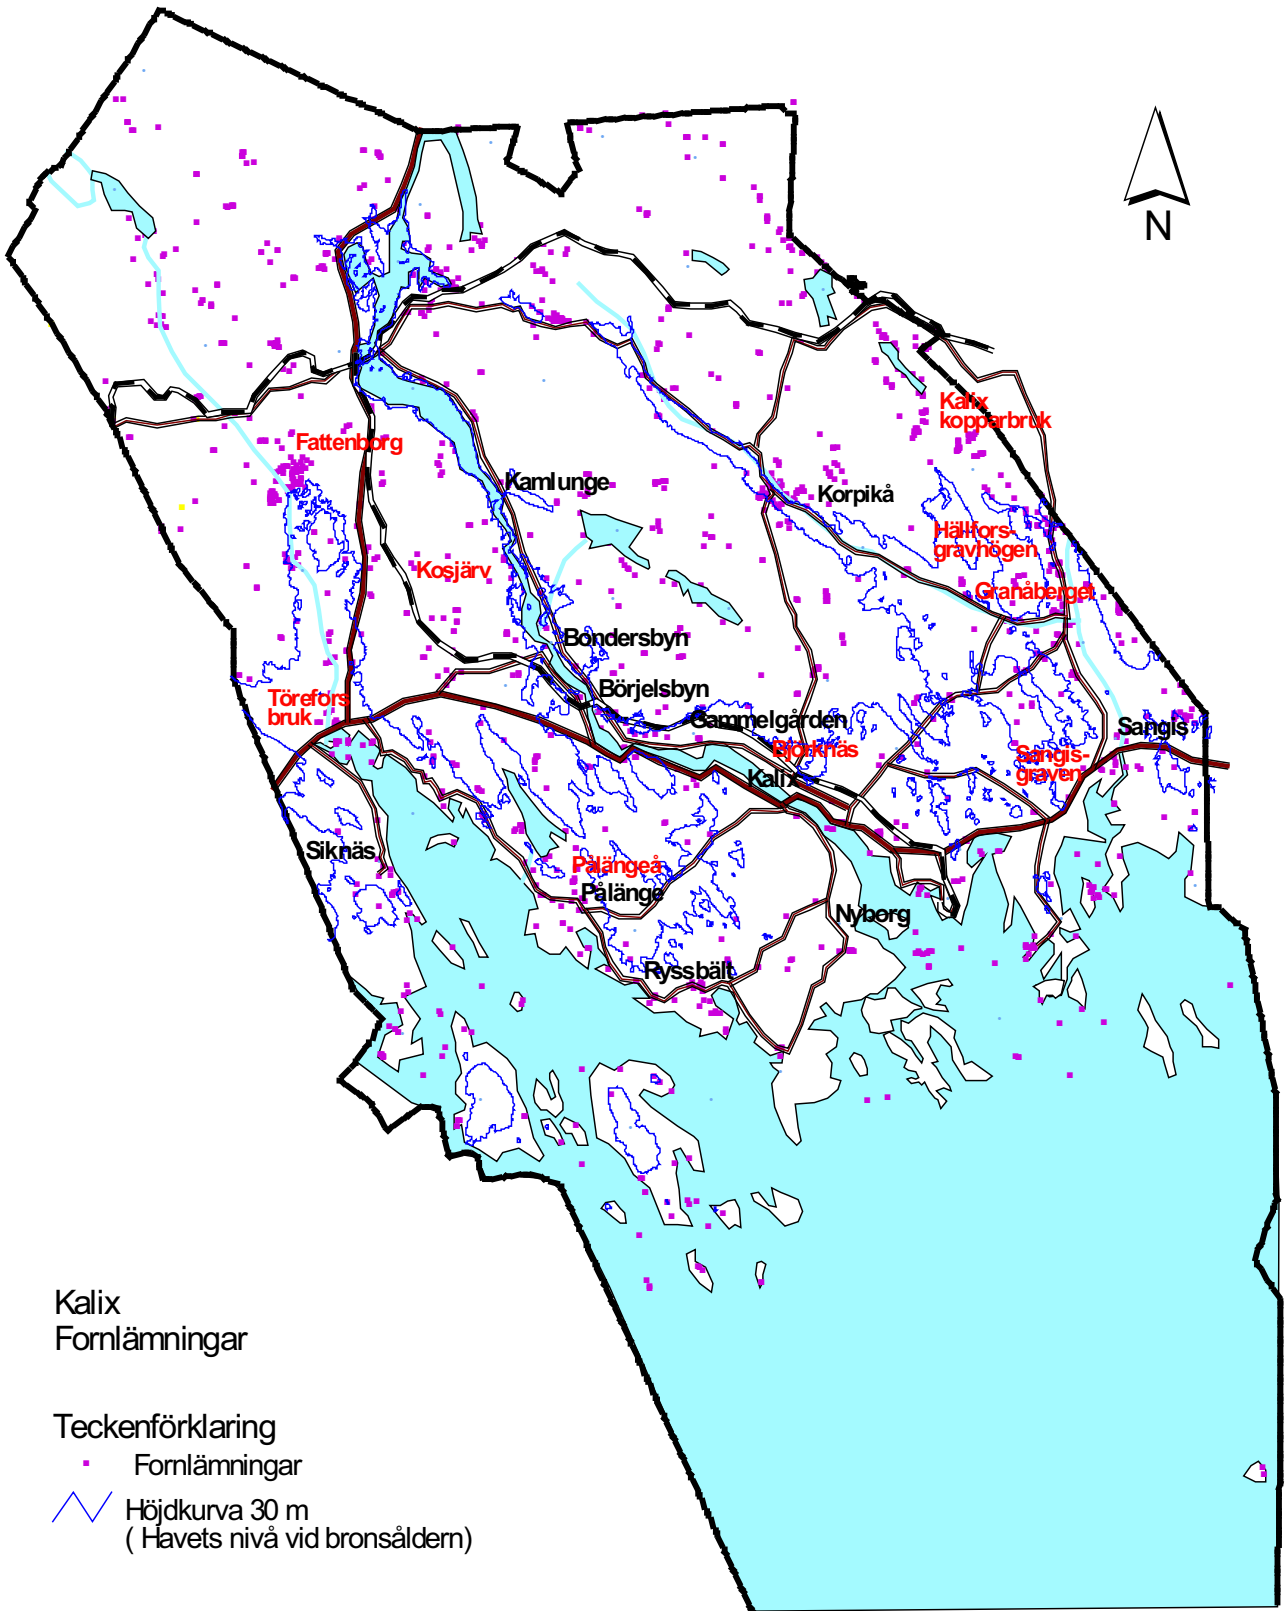 N
Kalix
kopparbruk
Fattenborg
Kamlunge
Korpikå
Hällfors-
gravhögen
Kosjärv
Granåberget
Bondersbyn
Börjelsbyn
Törefors
bruk
Gammelgården
Sangis
Björknäs
Sangis-
graven
Kalix
Siknäs
Pålängeå
Pålänge
Nyborg
Ryssbält
Kalix
Fornlämningar
Teckenförklaring
Fornlämningar
Höjdkurva 30 m
( Havets nivå vid bronsåldern)